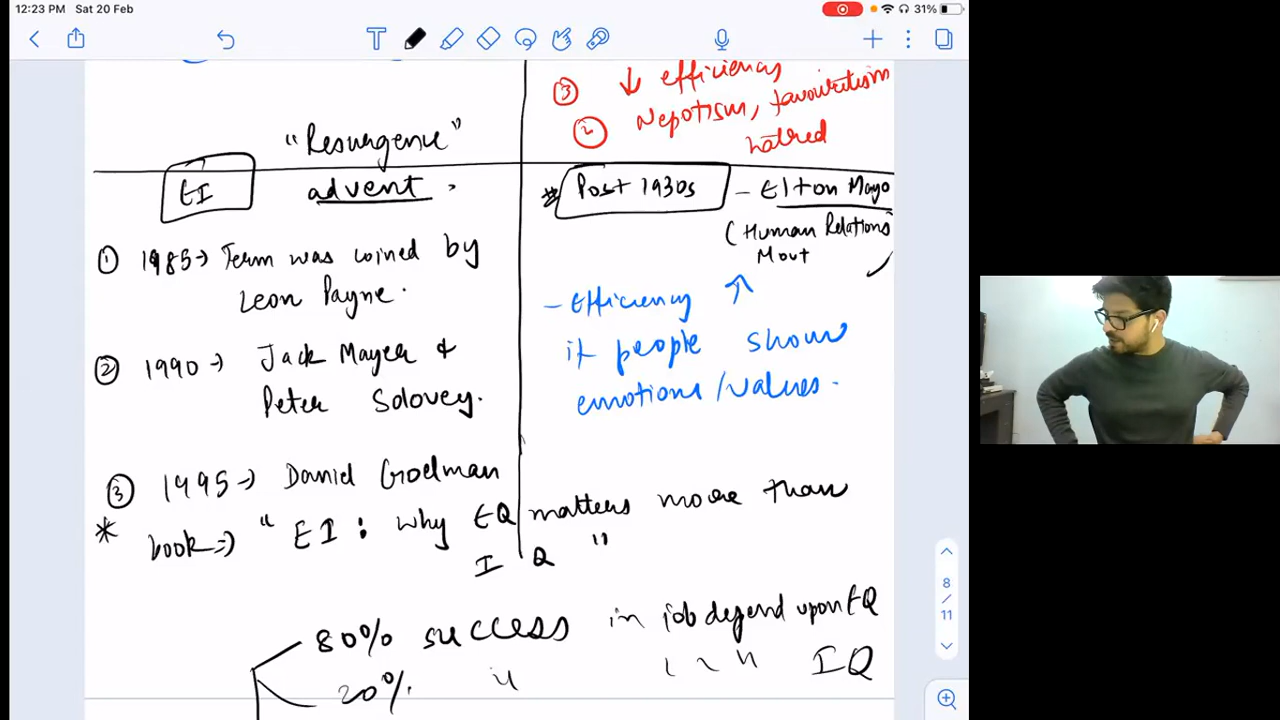 12:23 PM Sat 20 Feb
31%
③ ↓ efficiency
② Nepotism, favouritism
hatred
"Resurgence"
EI advent
* Post 1930s - Elton Mayo
(Human Relations
Movt
① 1985→ Term was coined by
Leon Payne.
- Efficiency ↑
if people show
emotions/values.
② 1990→ Jack Mayer &
Peter Solovey.
③ 1995→ Daniel Goelman
* book⇒ "EI: Why EQ matters more than
IQ"
80% success in job depend upon EQ
20% " " " " IQ
8
/
11